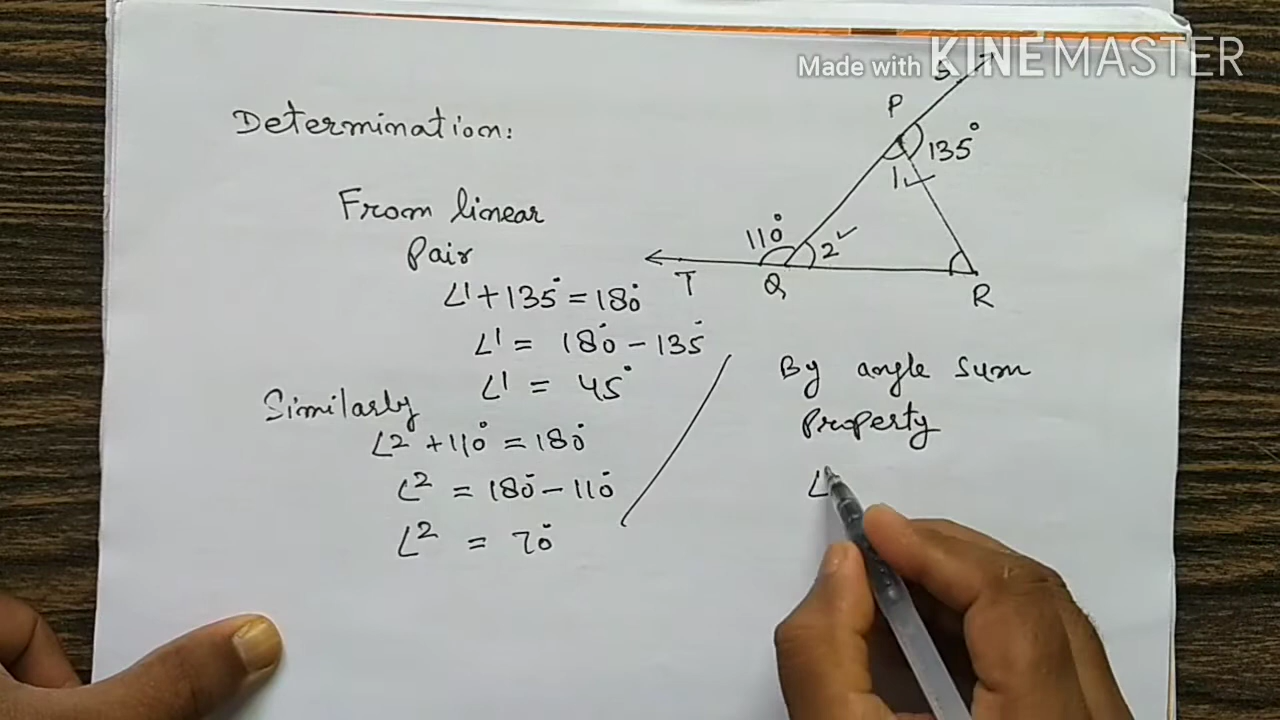 Made with KINEMASTER
Determination:
From linear
Pair
∠1 + 135° = 180°
∠1 = 180° - 135°
∠1 = 45°
Similarly
∠2 + 110° = 180°
∠2 = 180° - 110°
∠2 = 70°
S
P
135°
1
110°
2
T
Q
R
By angle sum
Property
∠